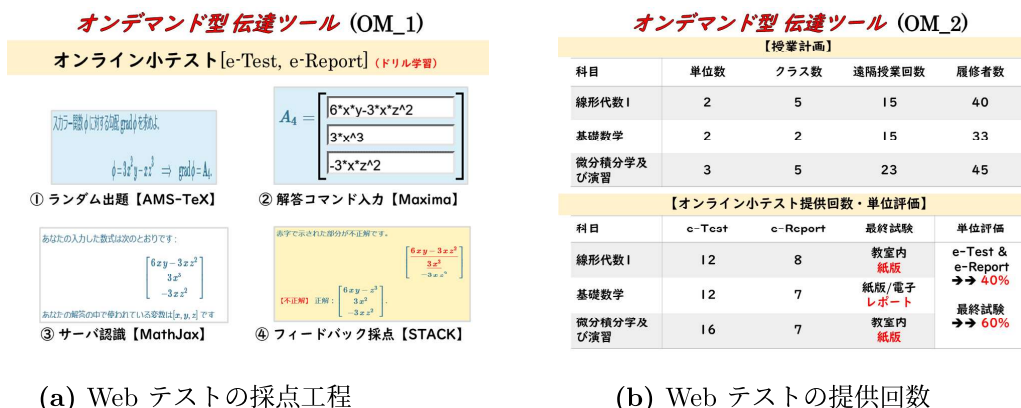 オンデマンド型 伝達ツール (OM_1)
オンライン小テスト[e-Test, e-Report] (ドリル学習)
スカラー関数φに対する勾配 gradφを求めよ.
φ=3x²y−xz³ ⇒ gradφ=A₄.
① ランダム出題【AMS-TeX】
A₄ =
6*x*y-3*x*z^2
3*x^3
-3*x*z^2
② 解答コマンド入力【Maxima】
あなたの入力した数式は次のとおりです:
6xy − 3xz²
3x³
−3xz²
あなたの解答の中で使われている変数は[x, y, z] です
③ サーバ認識【MathJax】
赤字で示された部分が不正解です。
6xy − 3xz²
3x³
−3xz²
【不正解】 正解:
6xy − z³
3x²
−3xz²
④ フィードバック採点【STACK】
(a) Web テストの採点工程
オンデマンド型 伝達ツール (OM_2)
【授業計画】
科目 単位数 クラス数 遠隔授業回数 履修者数
線形代数I 2 5 15 40
基礎数学 2 2 15 33
微分積分学及び演習 3 5 23 45
【オンライン小テスト提供回数・単位評価】
科目 e-Test e-Report 最終試験 単位評価
線形代数I 12 8 教室内 紙版
基礎数学 12 7 紙版/電子 レポート
微分積分学及び演習 16 7 教室内 紙版
e-Test &
e-Report
➔➔ 40%
最終試験
➔➔ 60%
(b) Web テストの提供回数